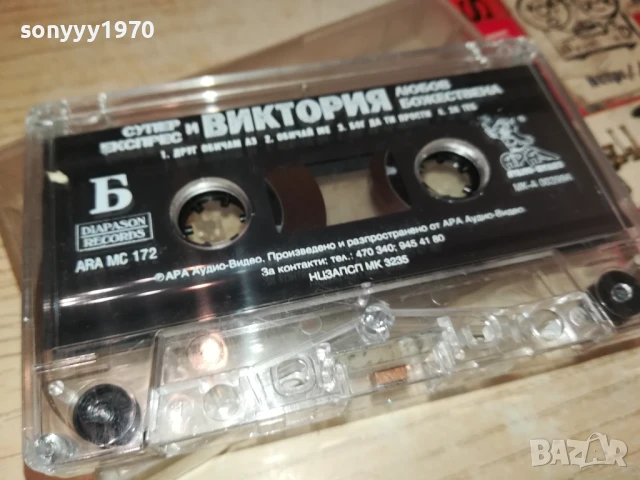 sonyyy1970
СУПЕР И ВИКТОРИЯ ЛЮБОВ
ЕКСПРЕС БОЖЕСТВЕНА
1. ДРУГ ОБИЧАМ АЗ 2. ОБИЧАЙ МЕ 3. БОГ ДА ТИ ПРОСТИ 4. ЗА ТЕБ
Б
DIAPASON
RECORDS
ARA MC 172
Ⓟ АРА Аудио-Видео. Произведено и разпространено от АРА Аудио-Видео.
За контакти: тел.: 470 340; 945 41 80
НЦЗАПСП МК 3235
http://
BAZAR